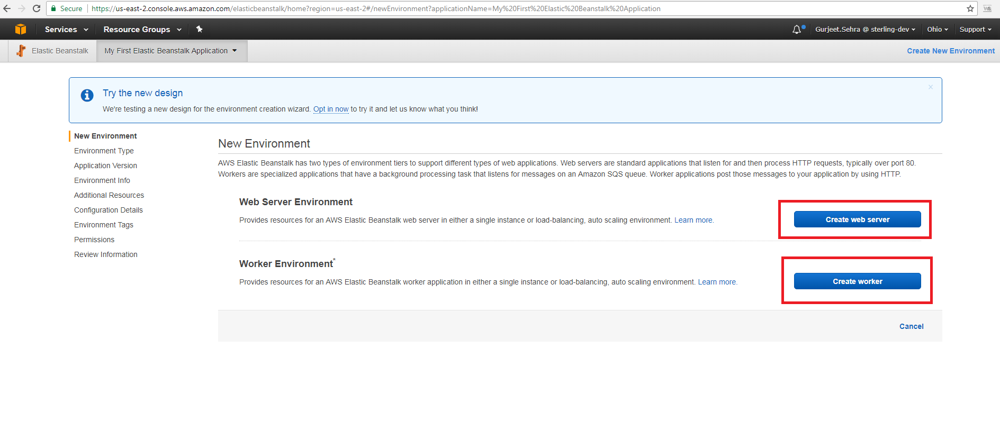 Secure https://us-east-2.console.aws.amazon.com/elasticbeanstalk/home?region=us-east-2#/newEnvironment?applicationName=My%20First%20Elastic%20Beanstalk%20Application
Services Resource Groups Gurjeet.Sehra @ sterling-dev Ohio Support
Elastic Beanstalk My First Elastic Beanstalk Application Create New Environment
Try the new design
We're testing a new design for the environment creation wizard. Opt in now to try it and let us know what you think!
New Environment
Environment Type
Application Version
Environment Info
Additional Resources
Configuration Details
Environment Tags
Permissions
Review Information
New Environment
AWS Elastic Beanstalk has two types of environment tiers to support different types of web applications. Web servers are standard applications that listen for and then process HTTP requests, typically over port 80.
Workers are specialized applications that have a background processing task that listens for messages on an Amazon SQS queue. Worker applications post those messages to your application by using HTTP.
Web Server Environment
Provides resources for an AWS Elastic Beanstalk web server in either a single instance or load-balancing, auto scaling environment. Learn more.
Create web server
Worker Environment*
Provides resources for an AWS Elastic Beanstalk worker application in either a single instance or load-balancing, auto scaling environment. Learn more.
Create worker
Cancel